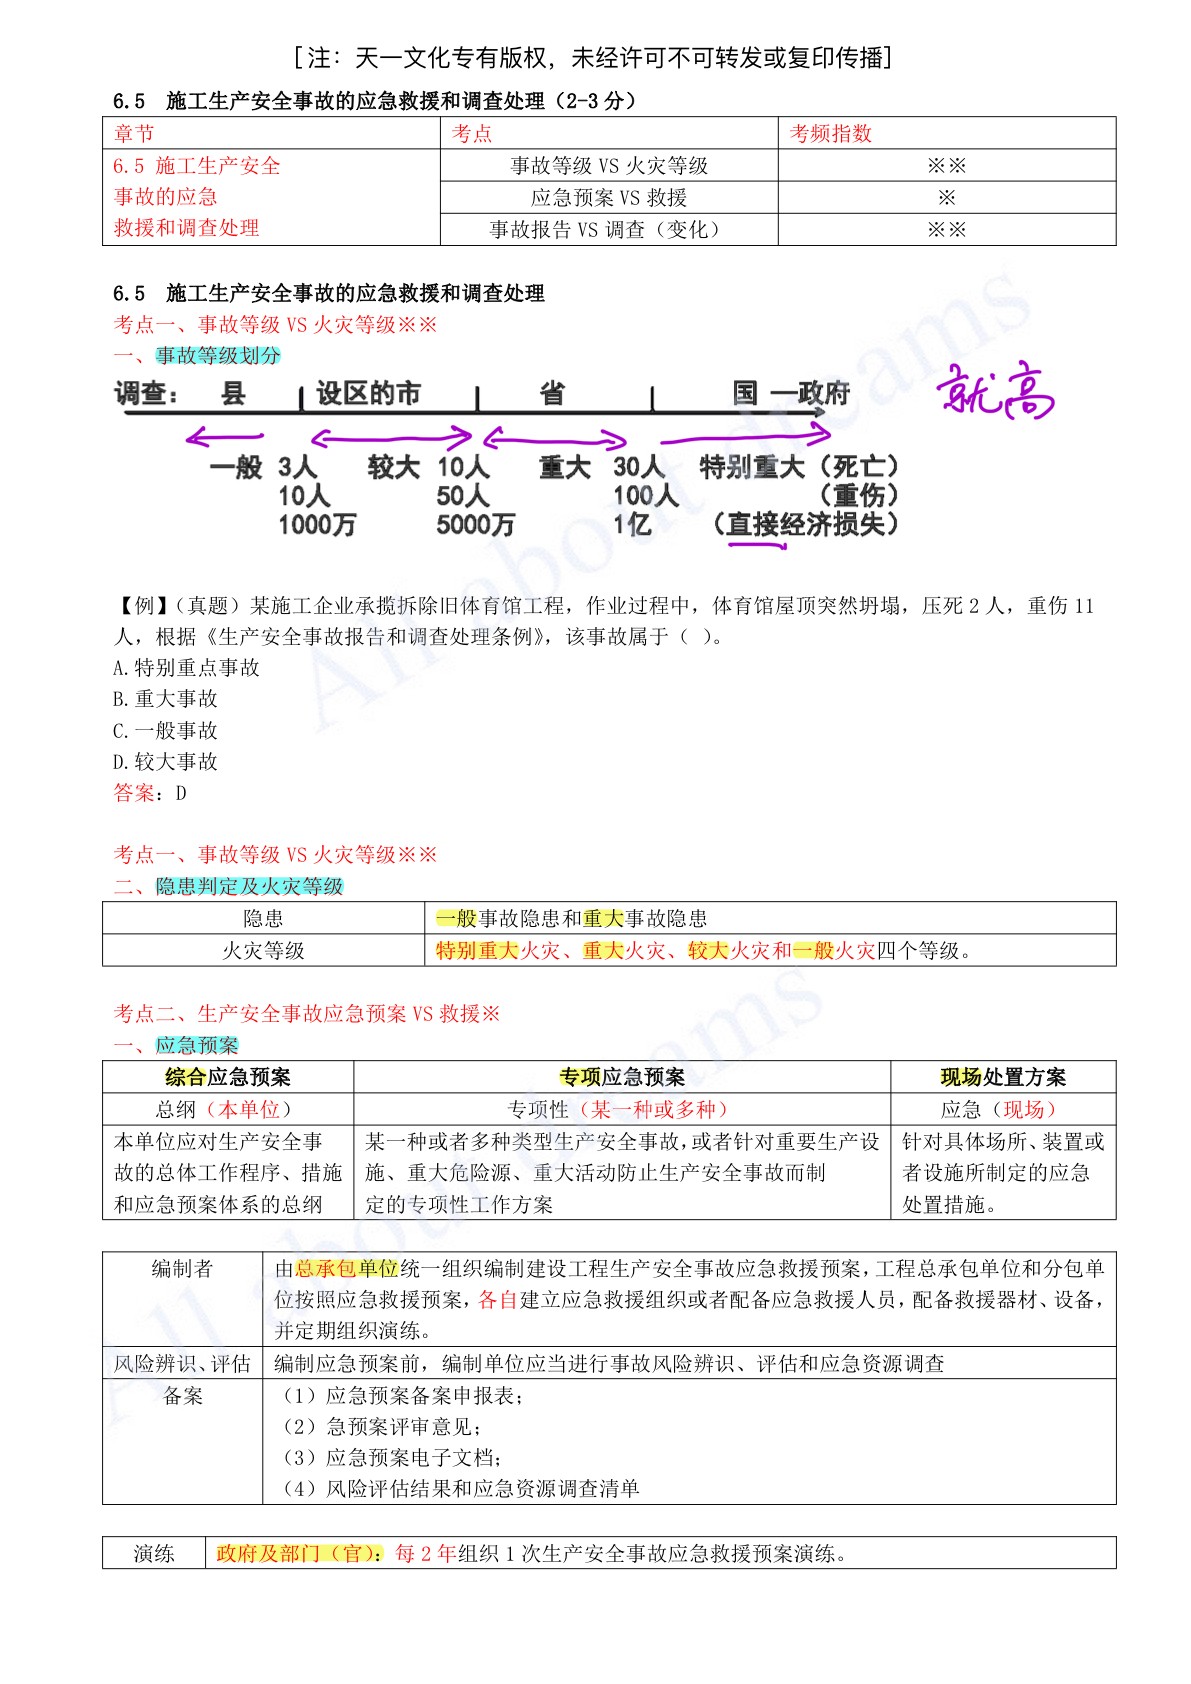 [注：天一文化专有版权，未经许可不可转发或复印传播]
6.5 施工生产安全事故的应急救援和调查处理（2-3 分）
章节 考点 考频指数
6.5 施工生产安全 事故等级 VS 火灾等级 ※※
事故的应急 应急预案 VS 救援 ※
救援和调查处理 事故报告 VS 调查（变化） ※※
6.5 施工生产安全事故的应急救援和调查处理
考点一、事故等级 VS 火灾等级※※
一、事故等级划分
调查： 县 设区的市 省 国 —政府
就高
一般 3人 较大 10人 重大 30人 特别重大（死亡）
10人 50人 100人 （重伤）
1000万 5000万 1亿 （直接经济损失）
【例】（真题）某施工企业承揽拆除旧体育馆工程，作业过程中，体育馆屋顶突然坍塌，压死 2 人，重伤 11
人，根据《生产安全事故报告和调查处理条例》，该事故属于（ ）。
A.特别重点事故
B.重大事故
C.一般事故
D.较大事故
答案：D
考点一、事故等级 VS 火灾等级※※
二、隐患判定及火灾等级
隐患 一般事故隐患和重大事故隐患
火灾等级 特别重大火灾、重大火灾、较大火灾和一般火灾四个等级。
考点二、生产安全事故应急预案 VS 救援※
一、应急预案
综合应急预案 专项应急预案 现场处置方案
总纲（本单位） 专项性（某一种或多种） 应急（现场）
本单位应对生产安全事 某一种或者多种类型生产安全事故，或者针对重要生产设 针对具体场所、装置或
故的总体工作程序、措施 施、重大危险源、重大活动防止生产安全事故而制 者设施所制定的应急
和应急预案体系的总纲 定的专项性工作方案 处置措施。
编制者 由总承包单位统一组织编制建设工程生产安全事故应急救援预案，工程总承包单位和分包单
位按照应急救援预案，各自建立应急救援组织或者配备应急救援人员，配备救援器材、设备，
并定期组织演练。
风险辨识、评估 编制应急预案前，编制单位应当进行事故风险辨识、评估和应急资源调查
备案 （1）应急预案备案申报表；
（2）急预案评审意见；
（3）应急预案电子文档；
（4）风险评估结果和应急资源调查清单
演练 政府及部门（官）：每 2 年组织 1 次生产安全事故应急救援预案演练。
All about dreams
All about dreams